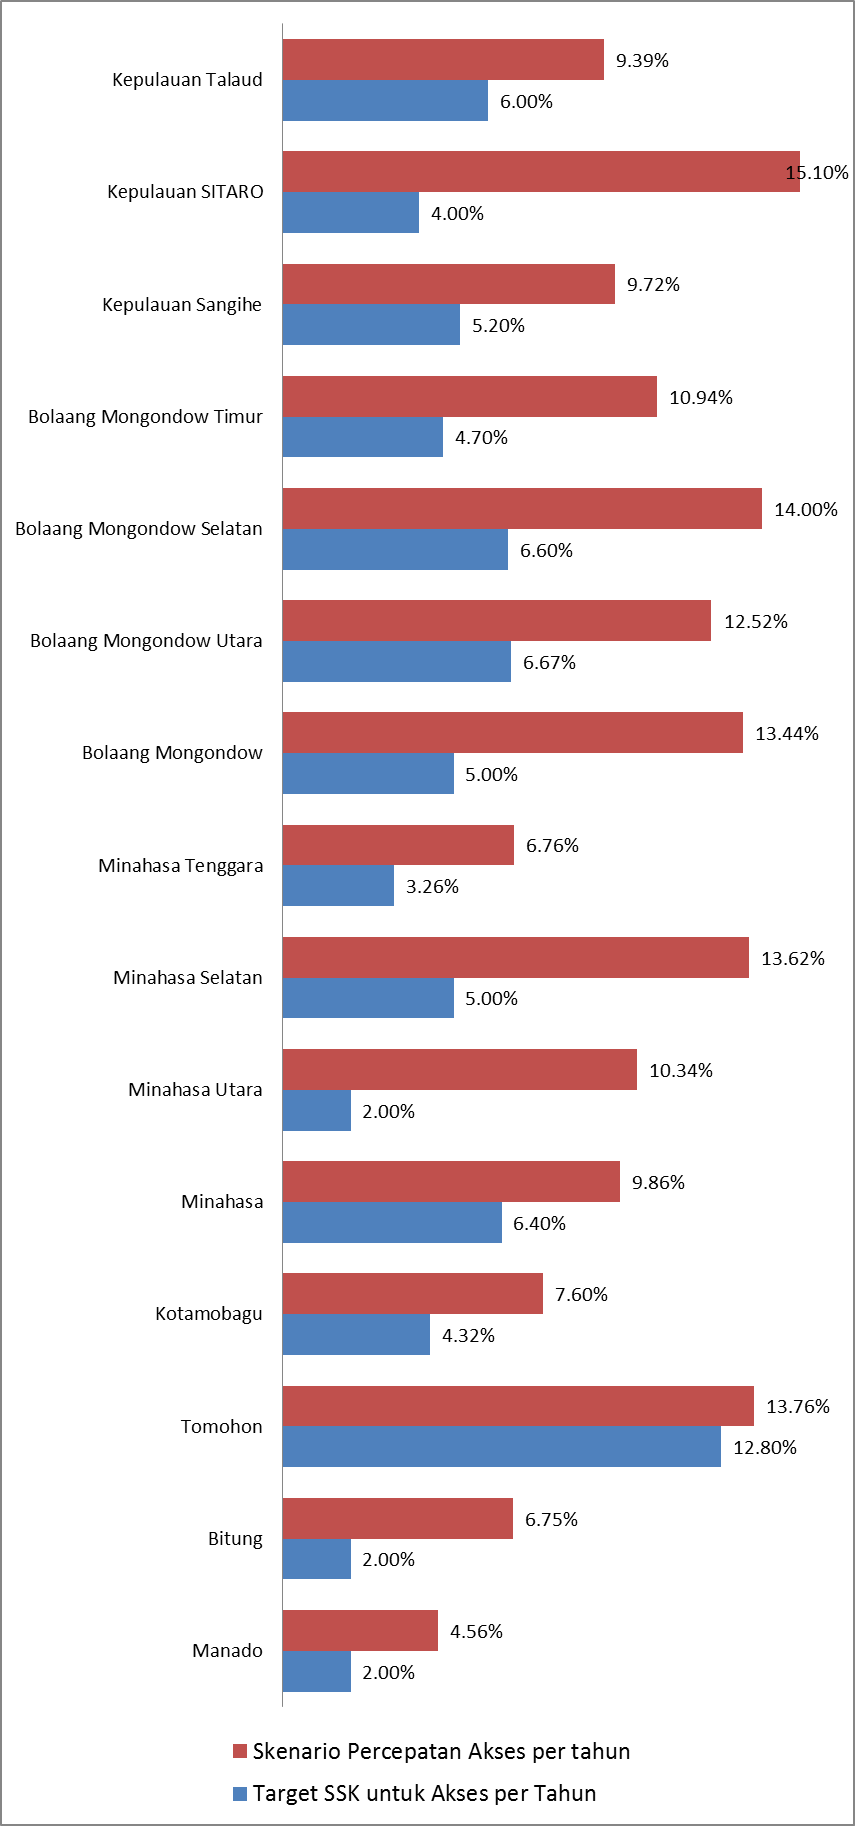 Kepulauan Talaud
9.39%
6.00%
Kepulauan SITARO
15.10%
4.00%
Kepulauan Sangihe
9.72%
5.20%
Bolaang Mongondow Timur
10.94%
4.70%
Bolaang Mongondow Selatan
14.00%
6.60%
Bolaang Mongondow Utara
12.52%
6.67%
Bolaang Mongondow
13.44%
5.00%
Minahasa Tenggara
6.76%
3.26%
Minahasa Selatan
13.62%
5.00%
Minahasa Utara
10.34%
2.00%
Minahasa
9.86%
6.40%
Kotamobagu
7.60%
4.32%
Tomohon
13.76%
12.80%
Bitung
6.75%
2.00%
Manado
4.56%
2.00%
Skenario Percepatan Akses per tahun
Target SSK untuk Akses per Tahun